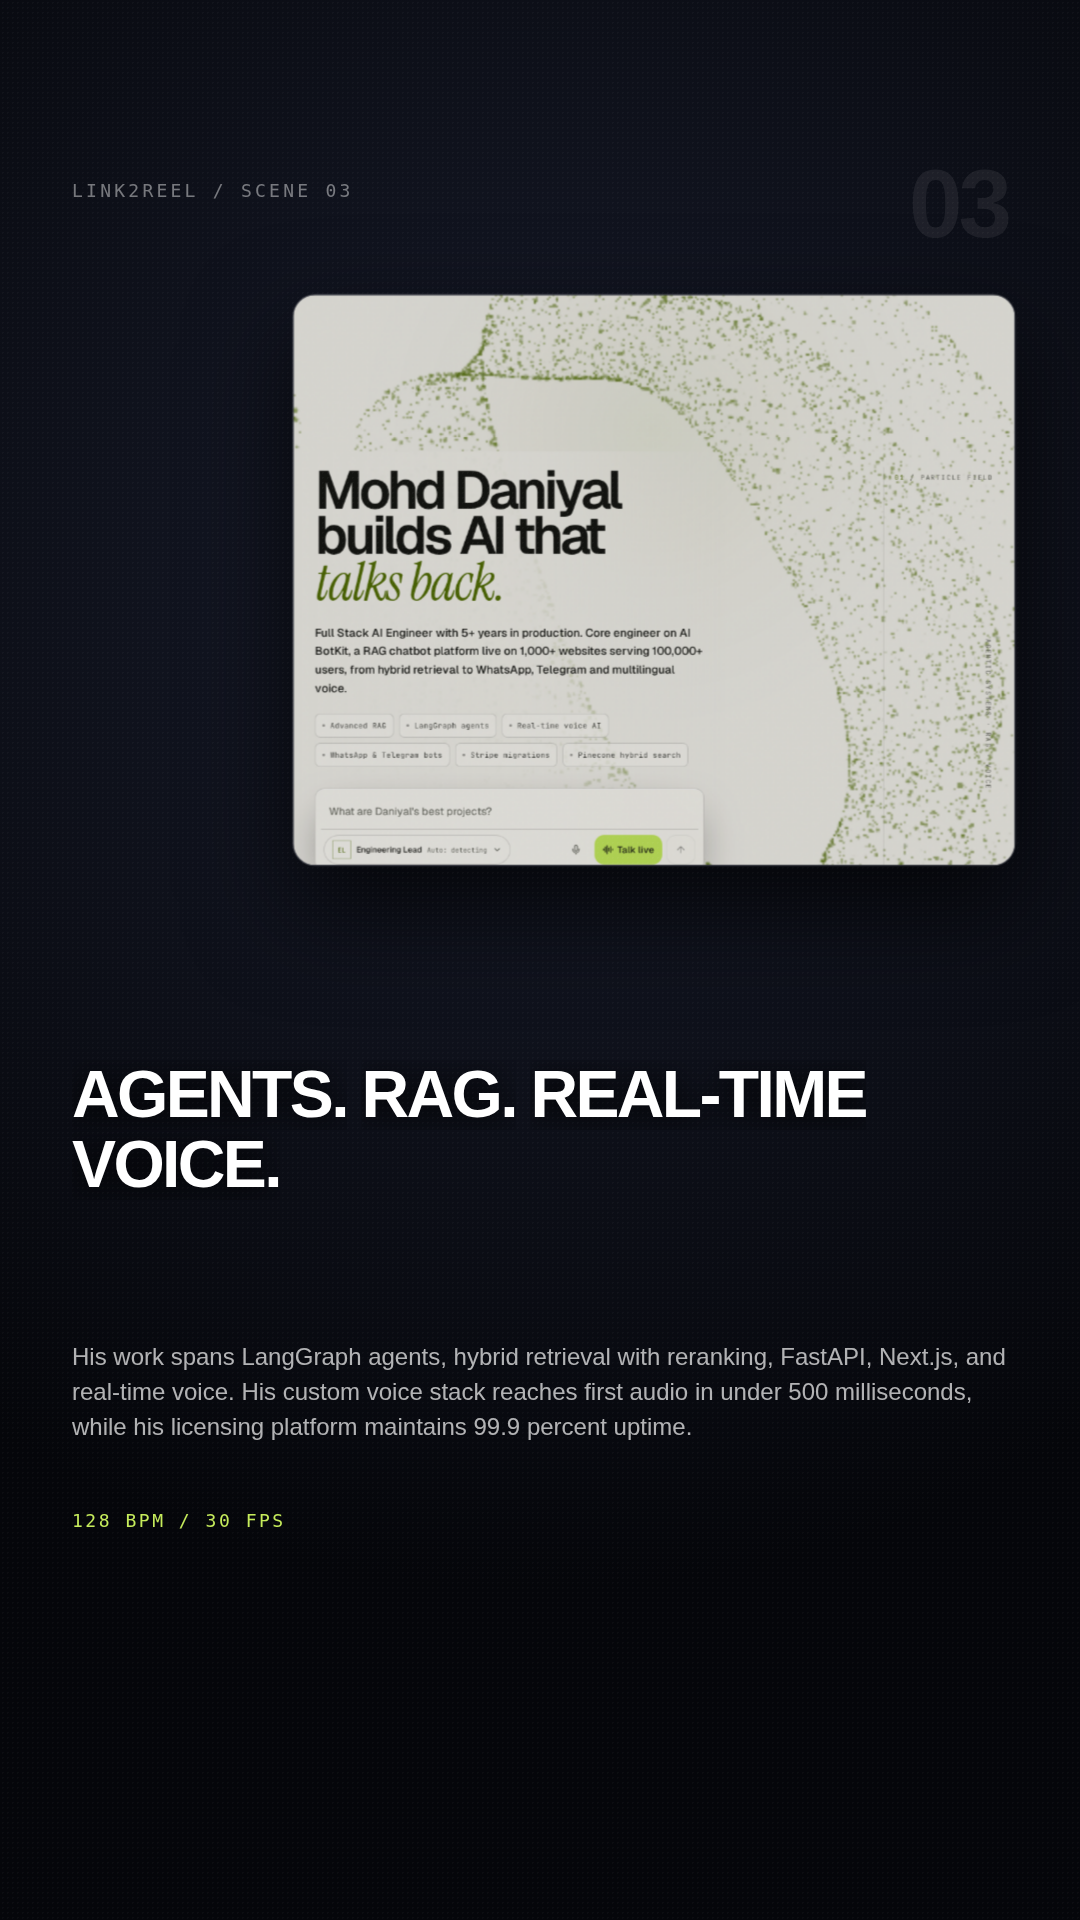 LINK2REEL / SCENE 03
03
Mohd Daniyal
builds AI that
talks back.
Full Stack AI Engineer with 5+ years in production. Core engineer on AI
BotKit, a RAG chatbot platform live on 1,000+ websites serving 100,000+
users, from hybrid retrieval to WhatsApp, Telegram and multilingual
voice.
/ PARTICLE FIELD
Advanced RAG
LangGraph agents
Real-time voice AI
WhatsApp & Telegram bots
Stripe migrations
Pinecone hybrid search
What are Daniyal's best projects?
EL Engineering Lead Auto: detecting
Talk live
AGENTS. RAG. REAL-TIME
VOICE.
His work spans LangGraph agents, hybrid retrieval with reranking, FastAPI, Next.js, and
real-time voice. His custom voice stack reaches first audio in under 500 milliseconds,
while his licensing platform maintains 99.9 percent uptime.
128 BPM / 30 FPS